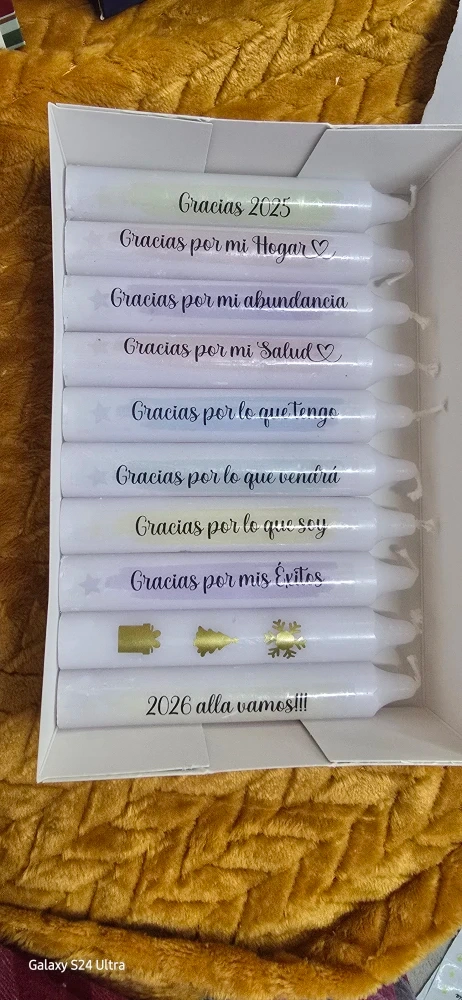 Gracias 2025
Gracias por mi Hogar♡
Gracias por mi abundancia
Gracias por mi Salud♡
Gracias por lo que tengo
Gracias por lo que vendrá
Gracias por lo que soy
Gracias por mis Éxitos
2026 alla vamos!!!
Galaxy S24 Ultra